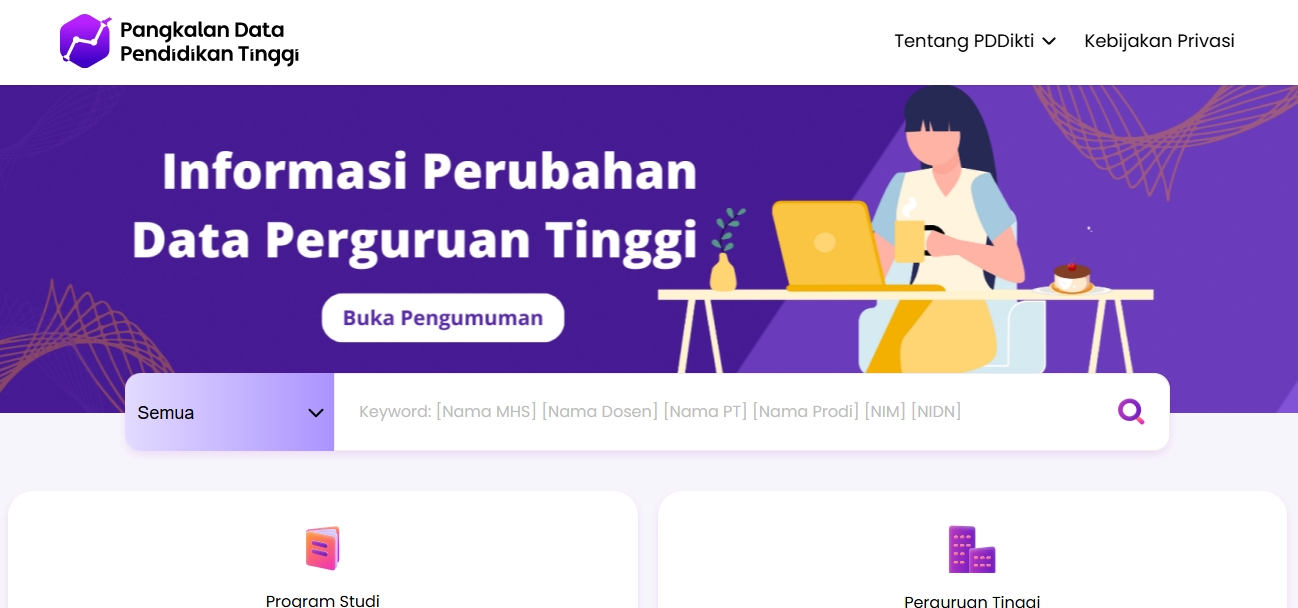 Pangkalan Data
Pendidikan Tinggi
Tentang PDDikti
Kebijakan Privasi
Informasi Perubahan
Data Perguruan Tinggi
Buka Pengumuman
Semua
Keyword: [Nama MHS] [Nama Dosen] [Nama PT] [Nama Prodi] [NIM] [NIDN]
Program Studi
Perguruan Tinggi